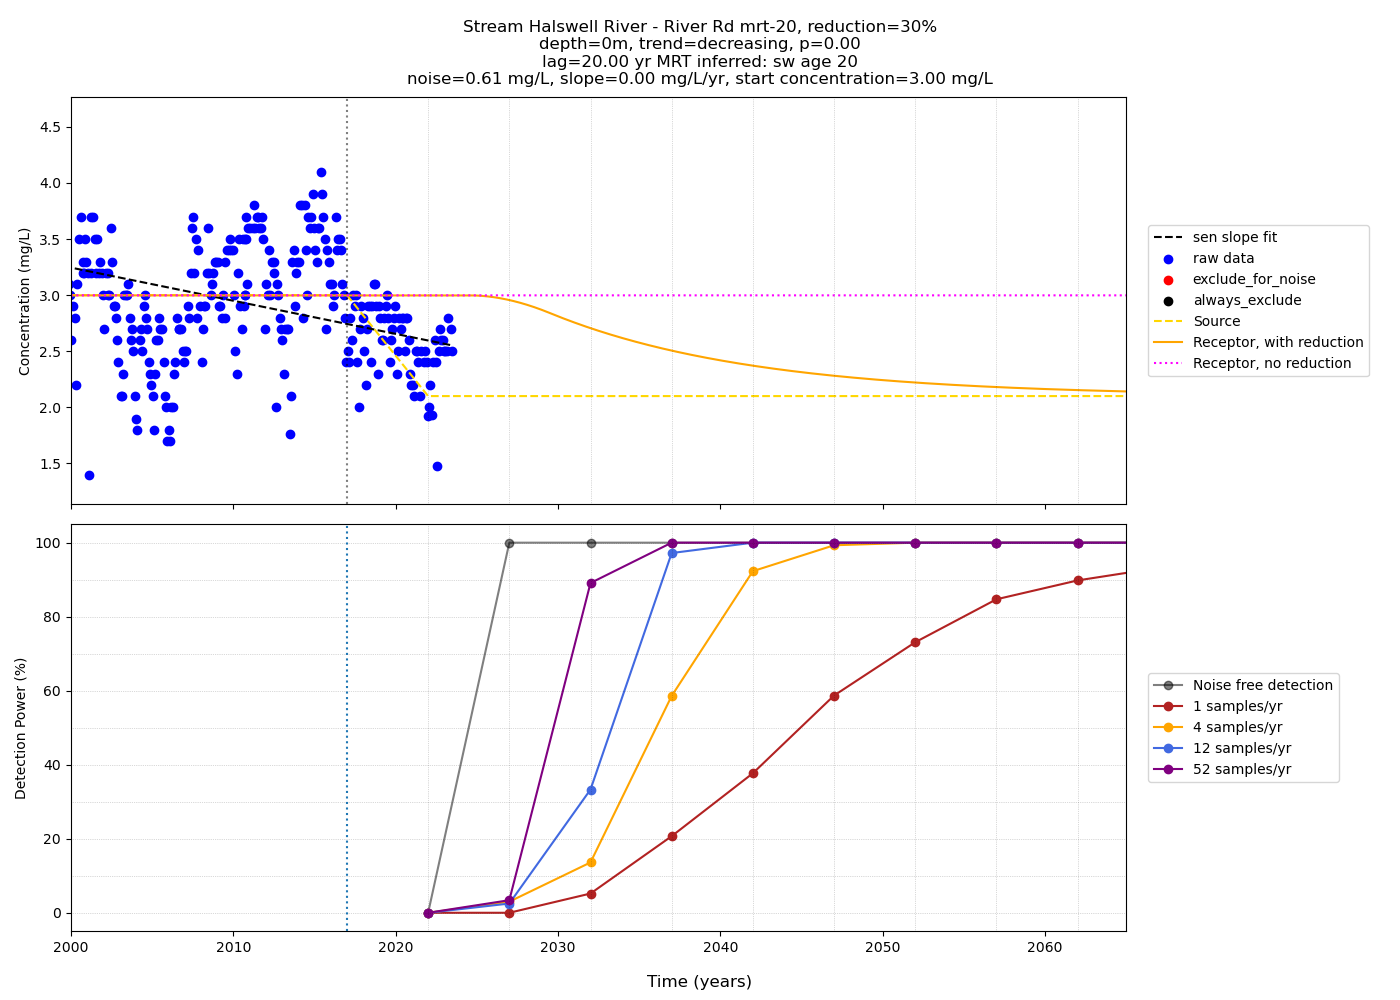 Stream Halswell River - River Rd mrt-20, reduction=30%
depth=0m, trend=decreasing, p=0.00
lag=20.00 yr MRT inferred: sw age 20
noise=0.61 mg/L, slope=0.00 mg/L/yr, start concentration=3.00 mg/L
Concentration (mg/L)
4.5
4.0
3.5
3.0
2.5
2.0
1.5
sen slope fit
raw data
exclude_for_noise
always_exclude
Source
Receptor, with reduction
Receptor, no reduction
Detection Power (%)
100
80
60
40
20
0
Noise free detection
1 samples/yr
4 samples/yr
12 samples/yr
52 samples/yr
2000
2010
2020
2030
2040
2050
2060
Time (years)